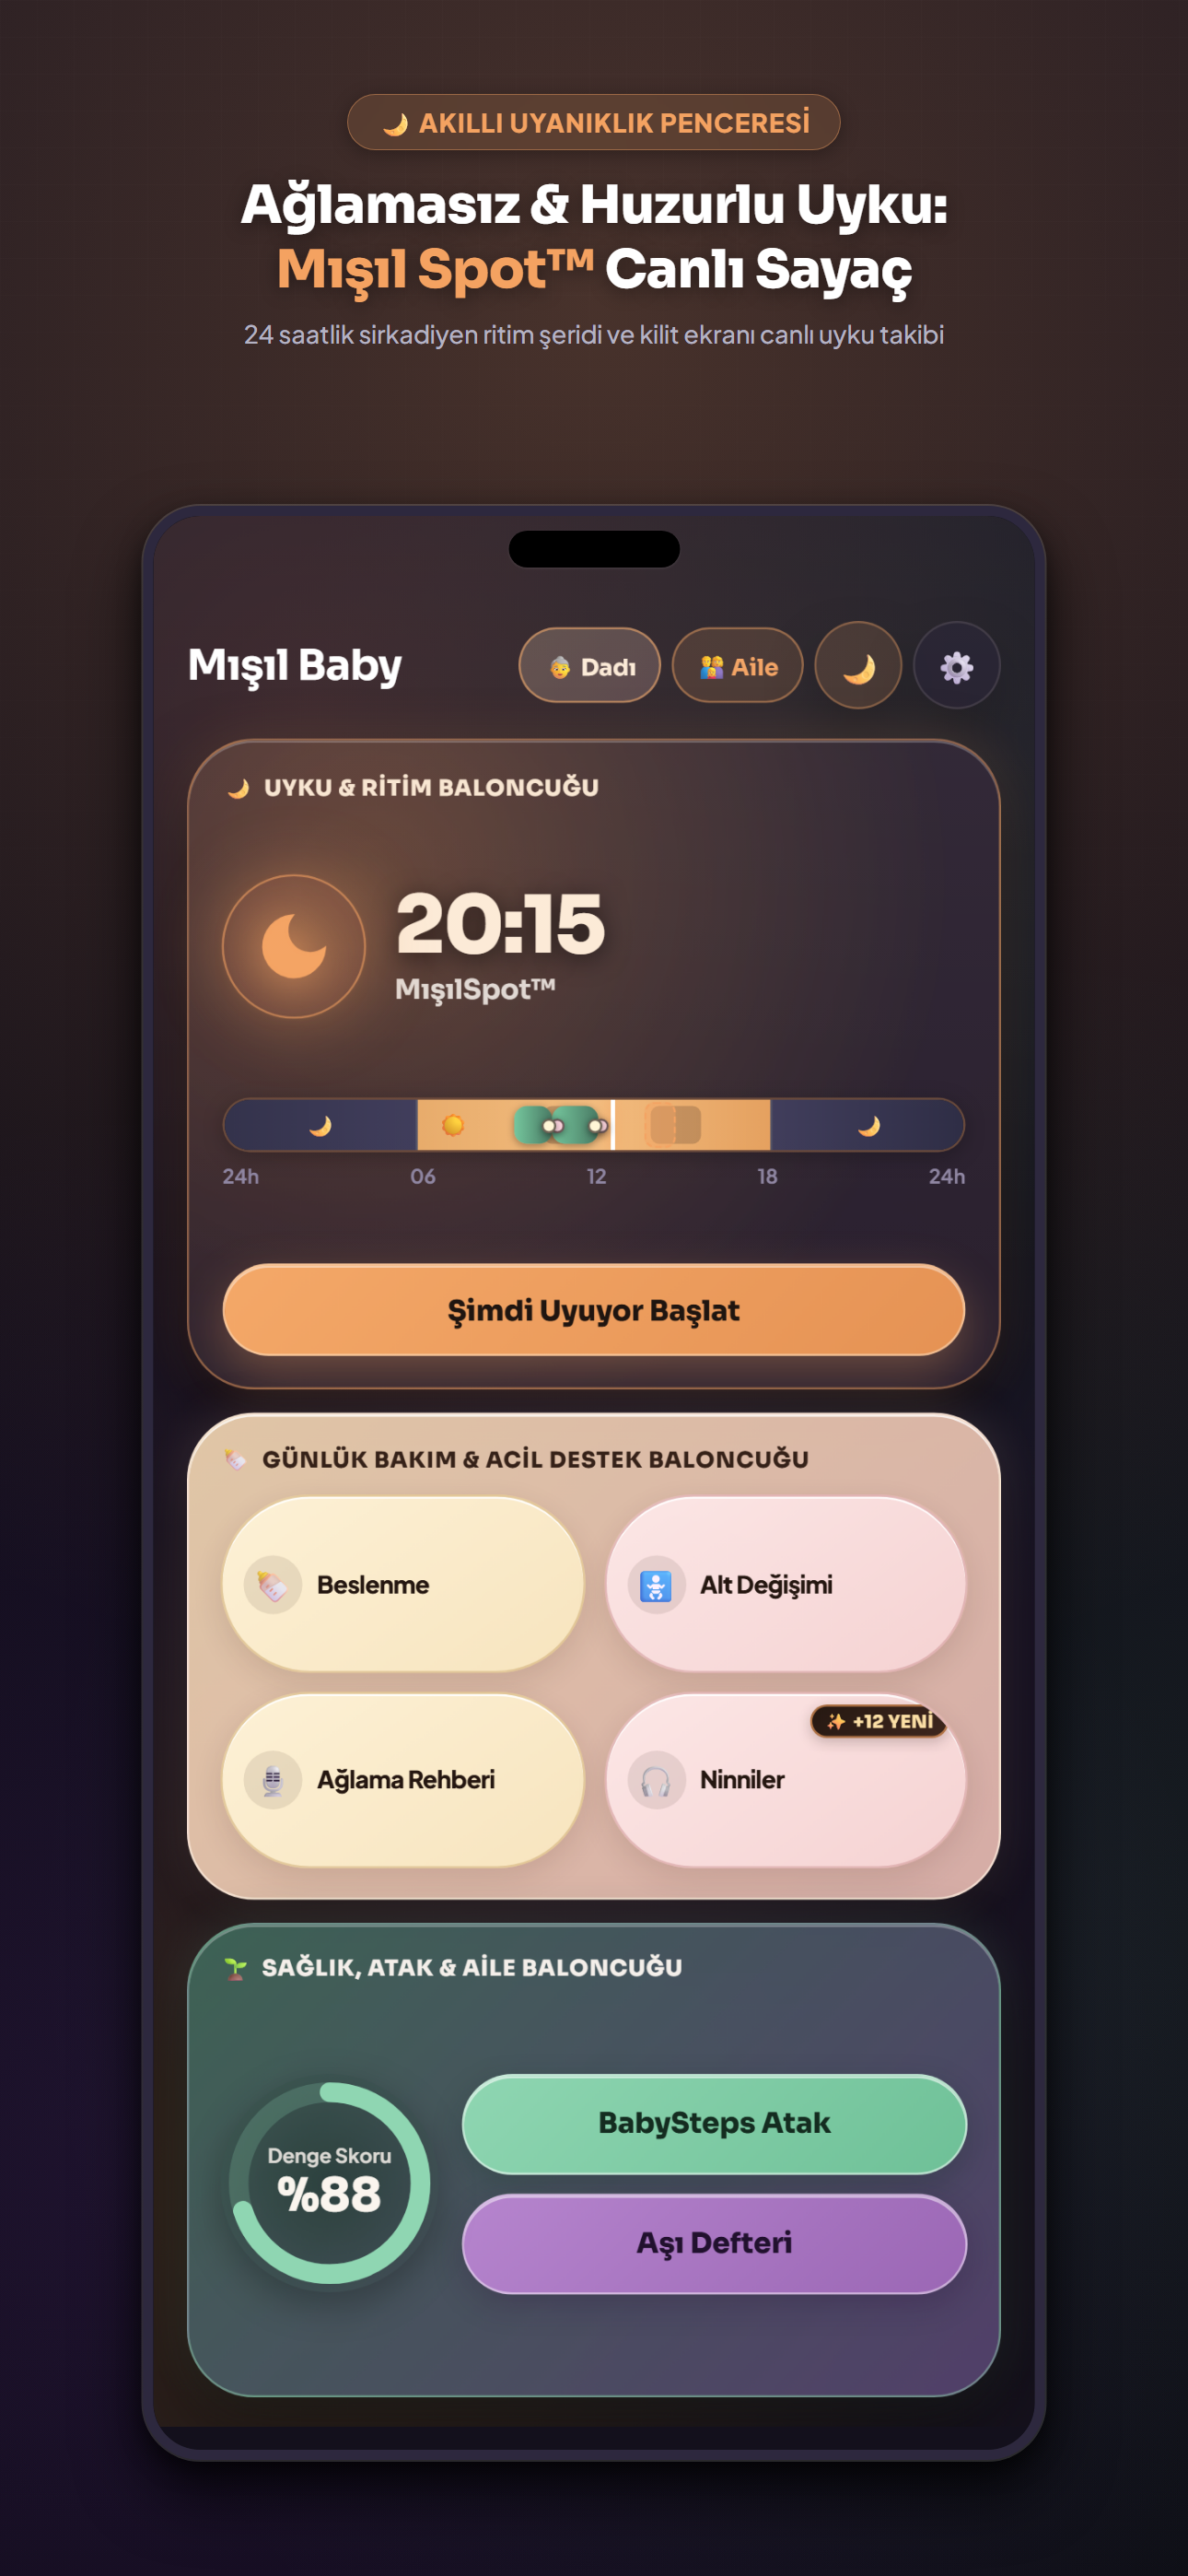 🌙 AKILLI UYANIKLIK PENCERESİ
Ağlamasız & Huzurlu Uyku:
Mışıl Spot™ Canlı Sayaç
24 saatlik sirkadiyen ritim şeridi ve kilit ekranı canlı uyku takibi
Mışıl Baby
Dadı
Aile
UYKU & RİTİM BALONCUĞU
20:15
MışılSpot™
24h 06 12 18 24h
Şimdi Uyuyor Başlat
GÜNLÜK BAKIM & ACİL DESTEK BALONCUĞU
Beslenme
Alt Değişimi
Ağlama Rehberi
+12 YENİ
Ninniler
SAĞLIK, ATAK & AİLE BALONCUĞU
Denge Skoru
%88
BabySteps Atak
Aşı Defteri